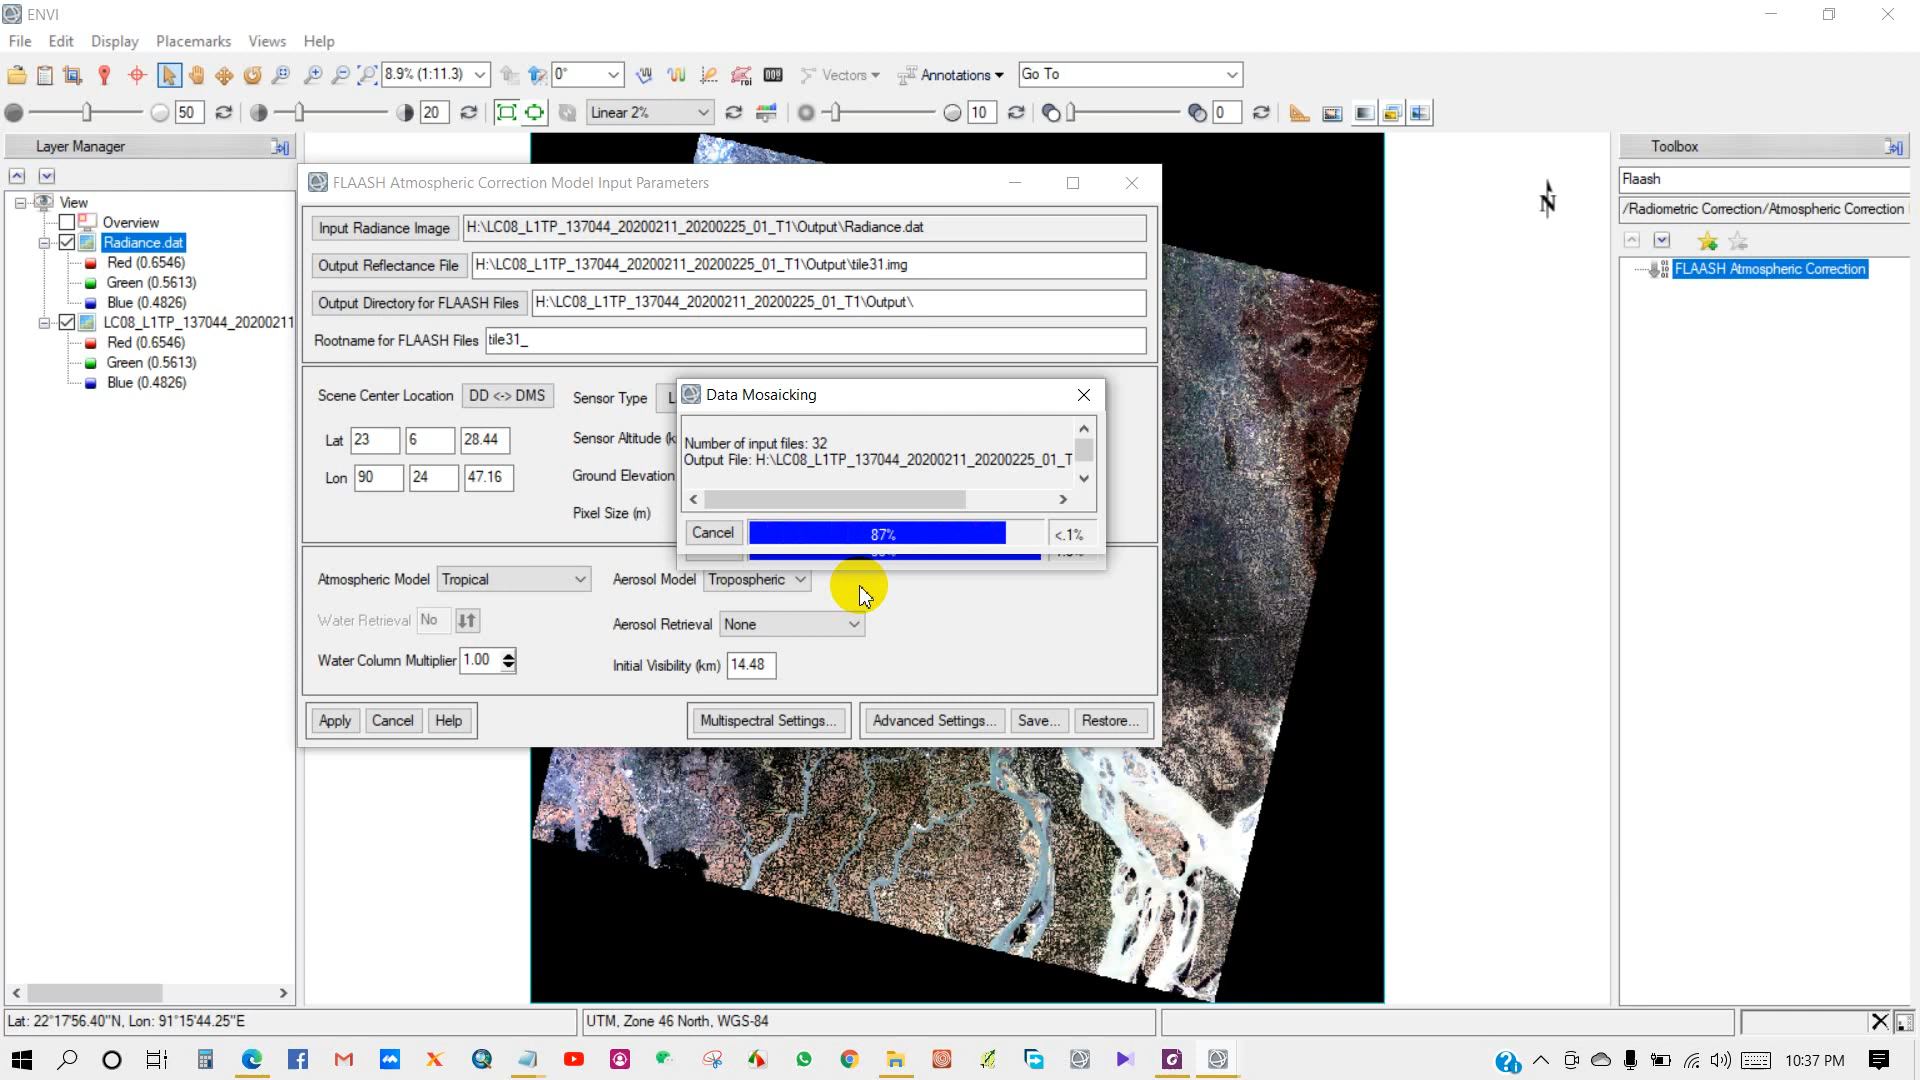 ENVI
File Edit Display Placemarks Views Help
8.9% (1:11.3) 0° Vectors Annotations Go To
50 20 Linear 2% 10 0
Layer Manager
View
Overview
Radiance.dat
Red (0.6546)
Green (0.5613)
Blue (0.4826)
LC08_L1TP_137044_20200211
Red (0.6546)
Green (0.5613)
Blue (0.4826)
FLAASH Atmospheric Correction Model Input Parameters
Input Radiance Image H:\LC08_L1TP_137044_20200211_20200225_01_T1\Output\Radiance.dat
Output Reflectance File H:\LC08_L1TP_137044_20200211_20200225_01_T1\Output\tile31.img
Output Directory for FLAASH Files H:\LC08_L1TP_137044_20200211_20200225_01_T1\Output\
Rootname for FLAASH Files tile31_
Scene Center Location DD <-> DMS
Lat 23 6 28.44
Lon 90 24 47.16
Sensor Type L
Sensor Altitude (k
Ground Elevation
Pixel Size (m)
Data Mosaicking
Number of input files: 32
Output File: H:\LC08_L1TP_137044_20200211_20200225_01_T
Cancel 87% <.1%
Atmospheric Model Tropical
Water Retrieval No
Water Column Multiplier 1.00
Aerosol Model Tropospheric
Aerosol Retrieval None
Initial Visibility (km) 14.48
Apply Cancel Help Multispectral Settings... Advanced Settings... Save... Restore...
N
Toolbox
Flaash
/Radiometric Correction/Atmospheric Correction
FLAASH Atmospheric Correction
Lat: 22°17'56.40"N, Lon: 91°15'44.25"E
UTM, Zone 46 North, WGS-84
10:37 PM